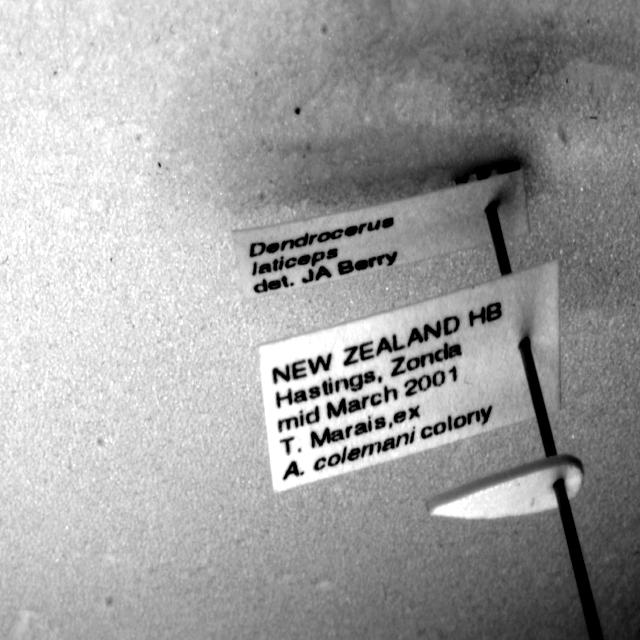 Dendrocerus
laticeps
det. JA Berry
NEW ZEALAND HB
Hastings, Zonda
mid March 2001
T. Marais,ex
A. colemani colony